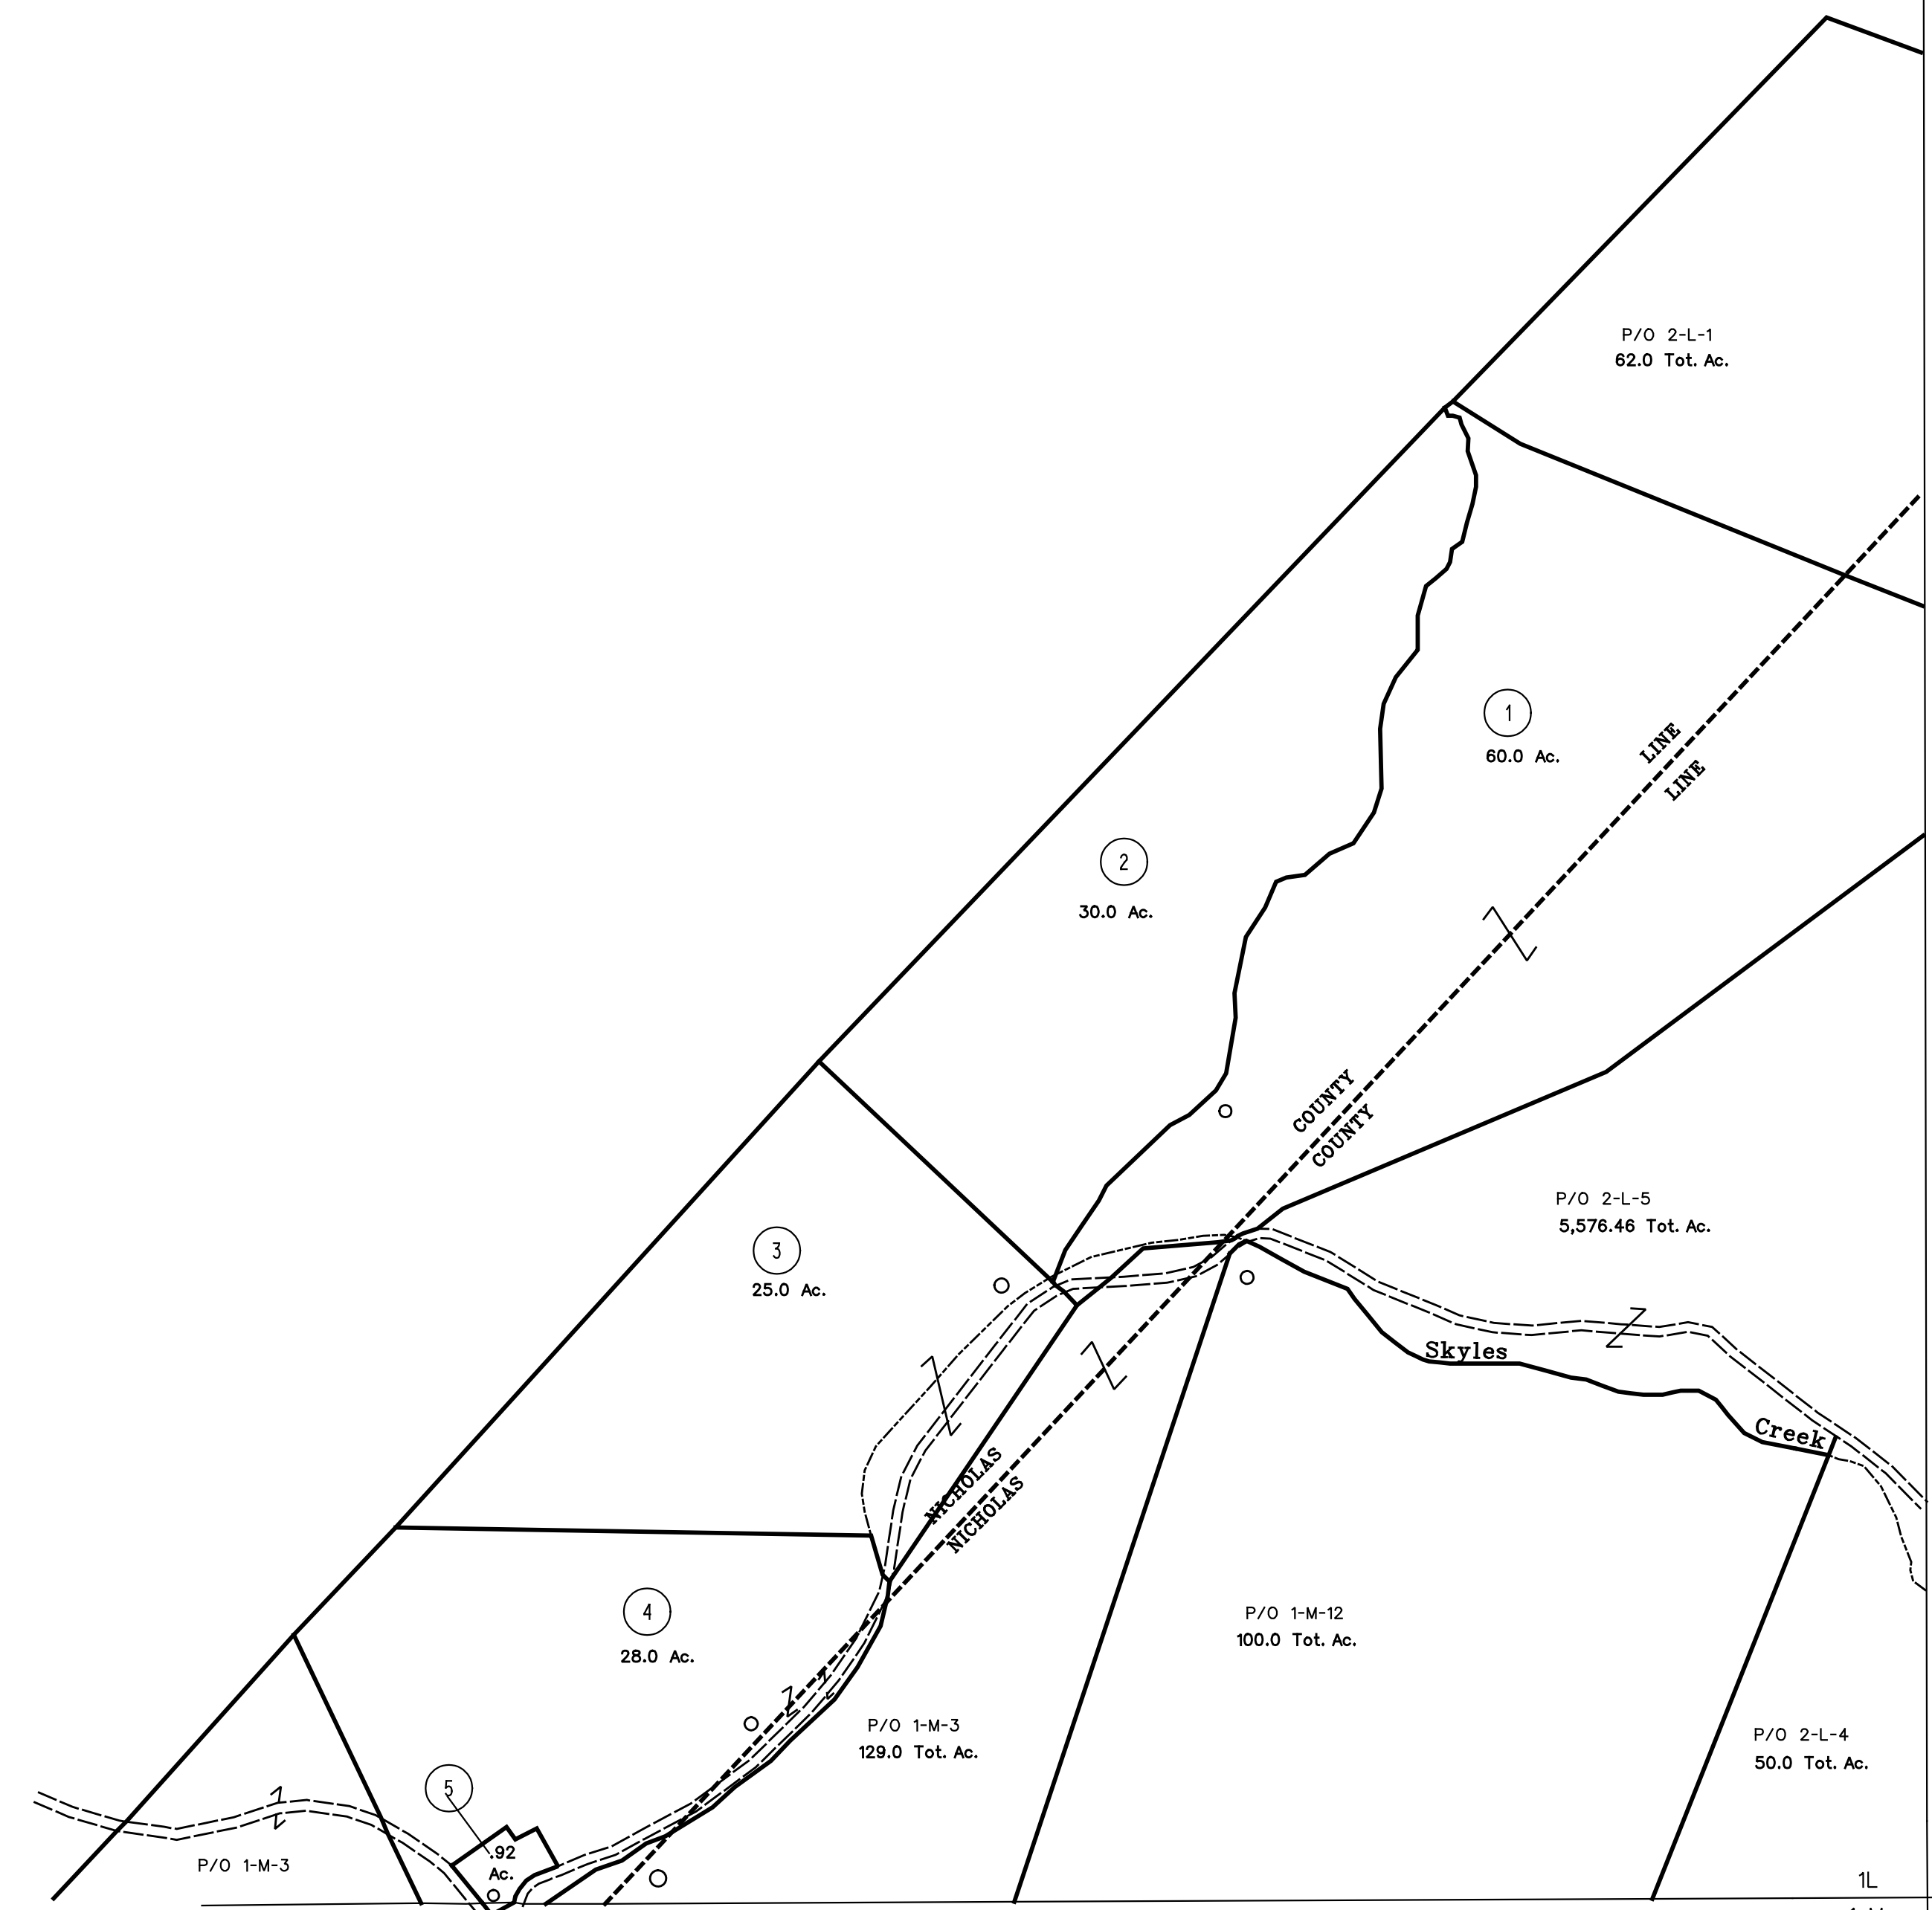 P/O 2-L-1
62.0 Tot. Ac.
1
60.0 Ac.
LINE
LINE
2
30.0 Ac.
COUNTY
COUNTY
P/O 2-L-5
5,576.46 Tot. Ac.
3
25.0 Ac.
Skyles
Creek
NICHOLAS
NICHOLAS
4
28.0 Ac.
P/O 1-M-12
100.0 Tot. Ac.
P/O 1-M-3
129.0 Tot. Ac.
P/O 2-L-4
50.0 Tot. Ac.
5
.92
Ac.
P/O 1-M-3
1L